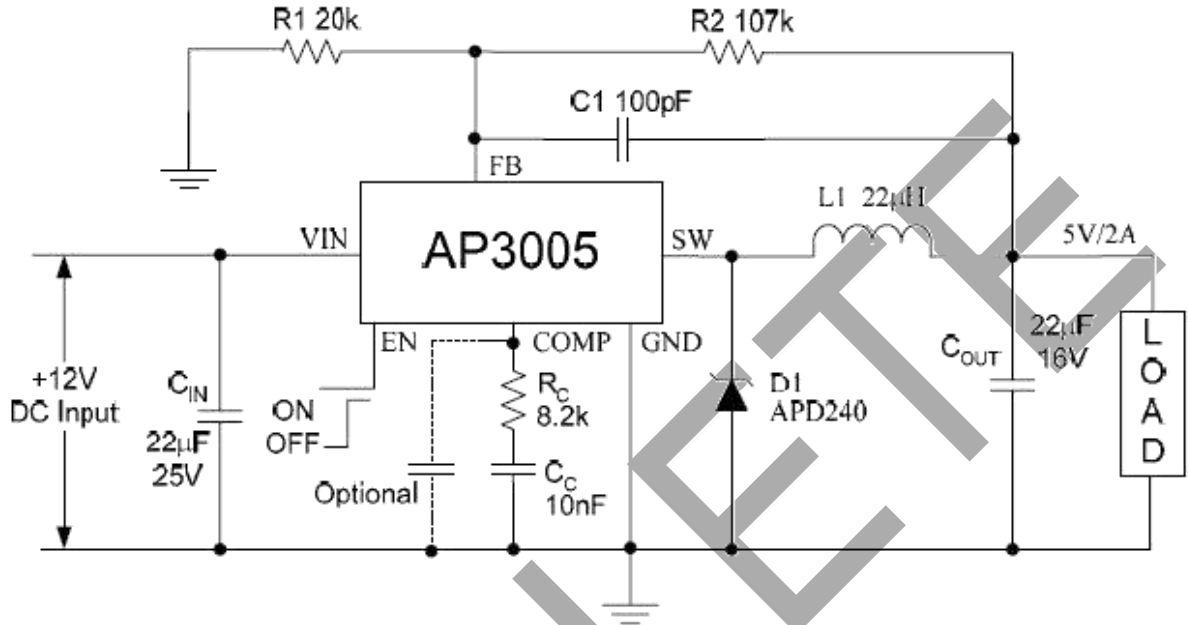 R1 20k
R2 107k
C1 100pF
FB
L1 22µH
VIN
AP3005
SW
5V/2A
EN
COMP
GND
+12V
DC Input
CIN
22µF
25V
ON
OFF
Optional
RC
8.2k
CC
10nF
D1
APD240
COUT
22µF
16V
LOAD